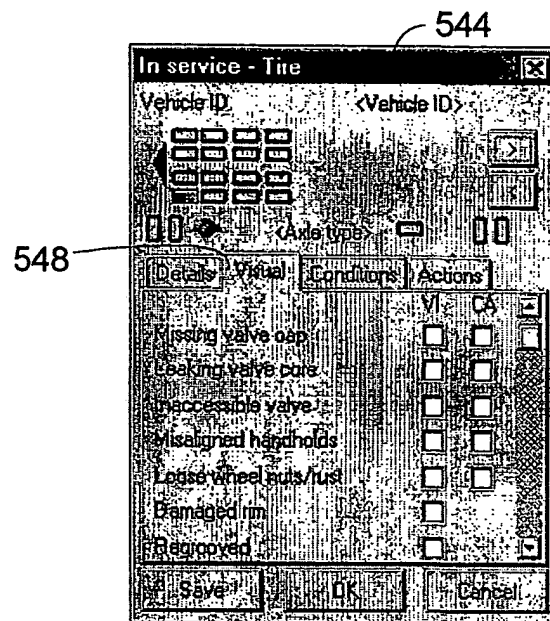 544
In service - Tire
Vehicle ID <Vehicle ID>
>
<
<Axle type>
548
Details Visual Conditions Actions
VI CA
Missing valve cap
Leaking valve core
Inaccessible valve
Misaligned handholds
Loose wheel nuts/rust
Damaged rim
Regrooved
Save OK Cancel